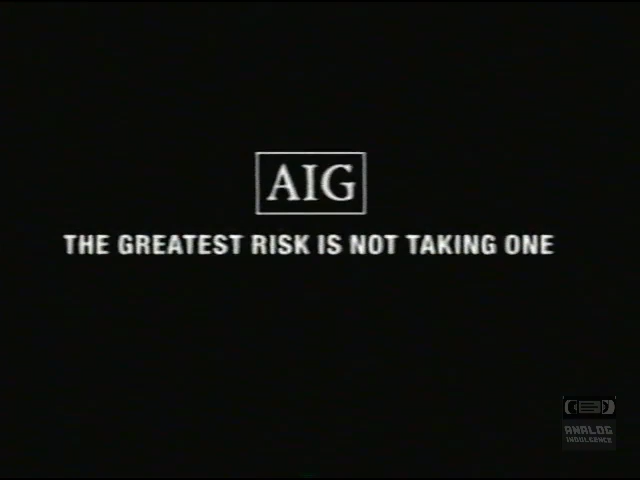 AIG
THE GREATEST RISK IS NOT TAKING ONE
ANALOG
INDULGENCE